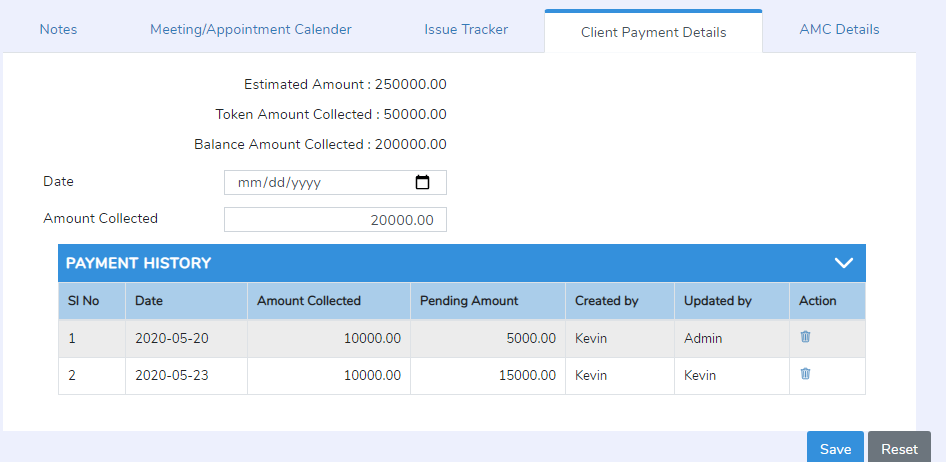 Notes Meeting/Appointment Calender Issue Tracker Client Payment Details AMC Details
Estimated Amount : 250000.00
Token Amount Collected : 50000.00
Balance Amount Collected : 200000.00
Date mm/dd/yyyy
Amount Collected 20000.00
PAYMENT HISTORY
Sl No Date Amount Collected Pending Amount Created by Updated by Action
1 2020-05-20 10000.00 5000.00 Kevin Admin
2 2020-05-23 10000.00 15000.00 Kevin Kevin
Save Reset